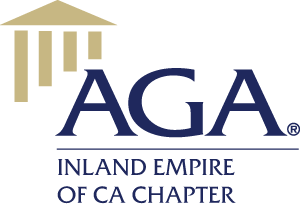 AGA®
INLAND EMPIRE
OF CA CHAPTER